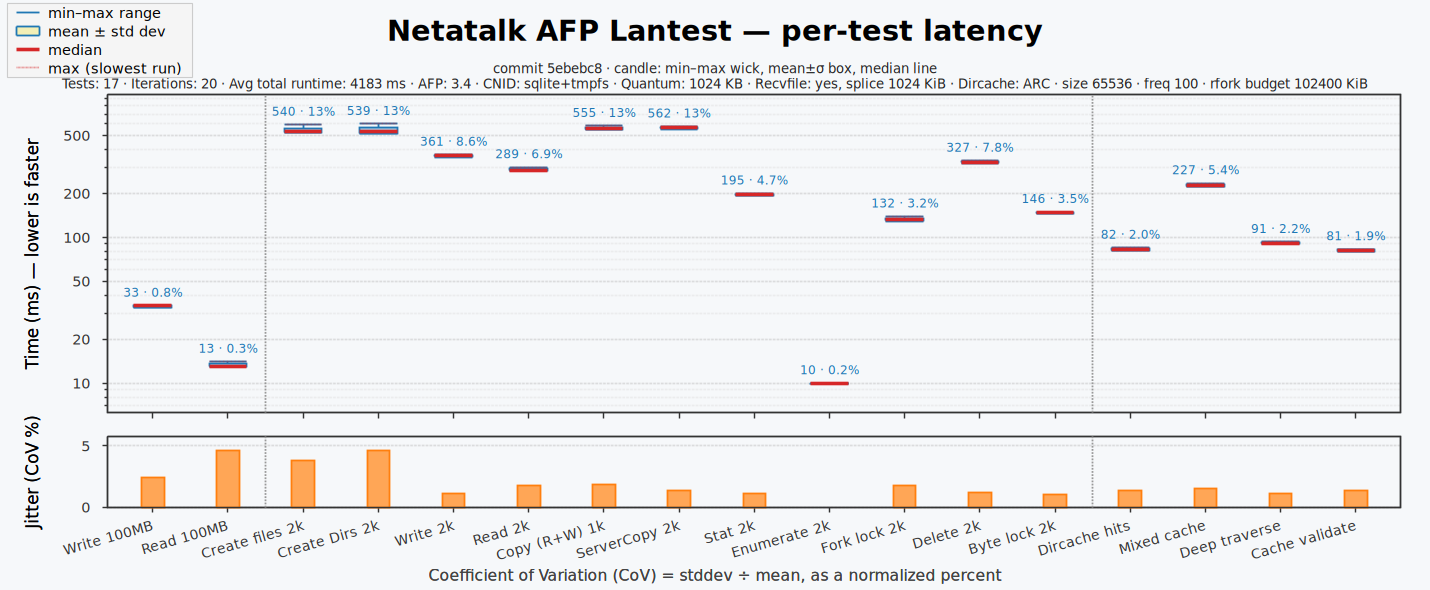 min–max range
mean ± std dev
median
max (slowest run)
Netatalk AFP Lantest — per-test latency
commit 5ebebc8 · candle: min–max wick, mean±σ box, median line
Tests: 17 · Iterations: 20 · Avg total runtime: 4183 ms · AFP: 3.4 · CNID: sqlite+tmpfs · Quantum: 1024 KB · Recvfile: yes, splice 1024 KiB · Dircache: ARC · size 65536 · freq 100 · rfork budget 102400 KiB
Time (ms) — lower is faster
500
200
100
50
20
10
33 · 0.8%
13 · 0.3%
540 · 13%
539 · 13%
361 · 8.6%
289 · 6.9%
555 · 13%
562 · 13%
195 · 4.7%
10 · 0.2%
132 · 3.2%
327 · 7.8%
146 · 3.5%
82 · 2.0%
227 · 5.4%
91 · 2.2%
81 · 1.9%
Jitter (CoV %)
5
0
Write 100MB
Read 100MB
Create files 2k
Create Dirs 2k
Write 2k
Read 2k
Copy (R+W) 1k
ServerCopy 2k
Stat 2k
Enumerate 2k
Fork lock 2k
Delete 2k
Byte lock 2k
Dircache hits
Mixed cache
Deep traverse
Cache validate
Coefficient of Variation (CoV) = stddev ÷ mean, as a normalized percent